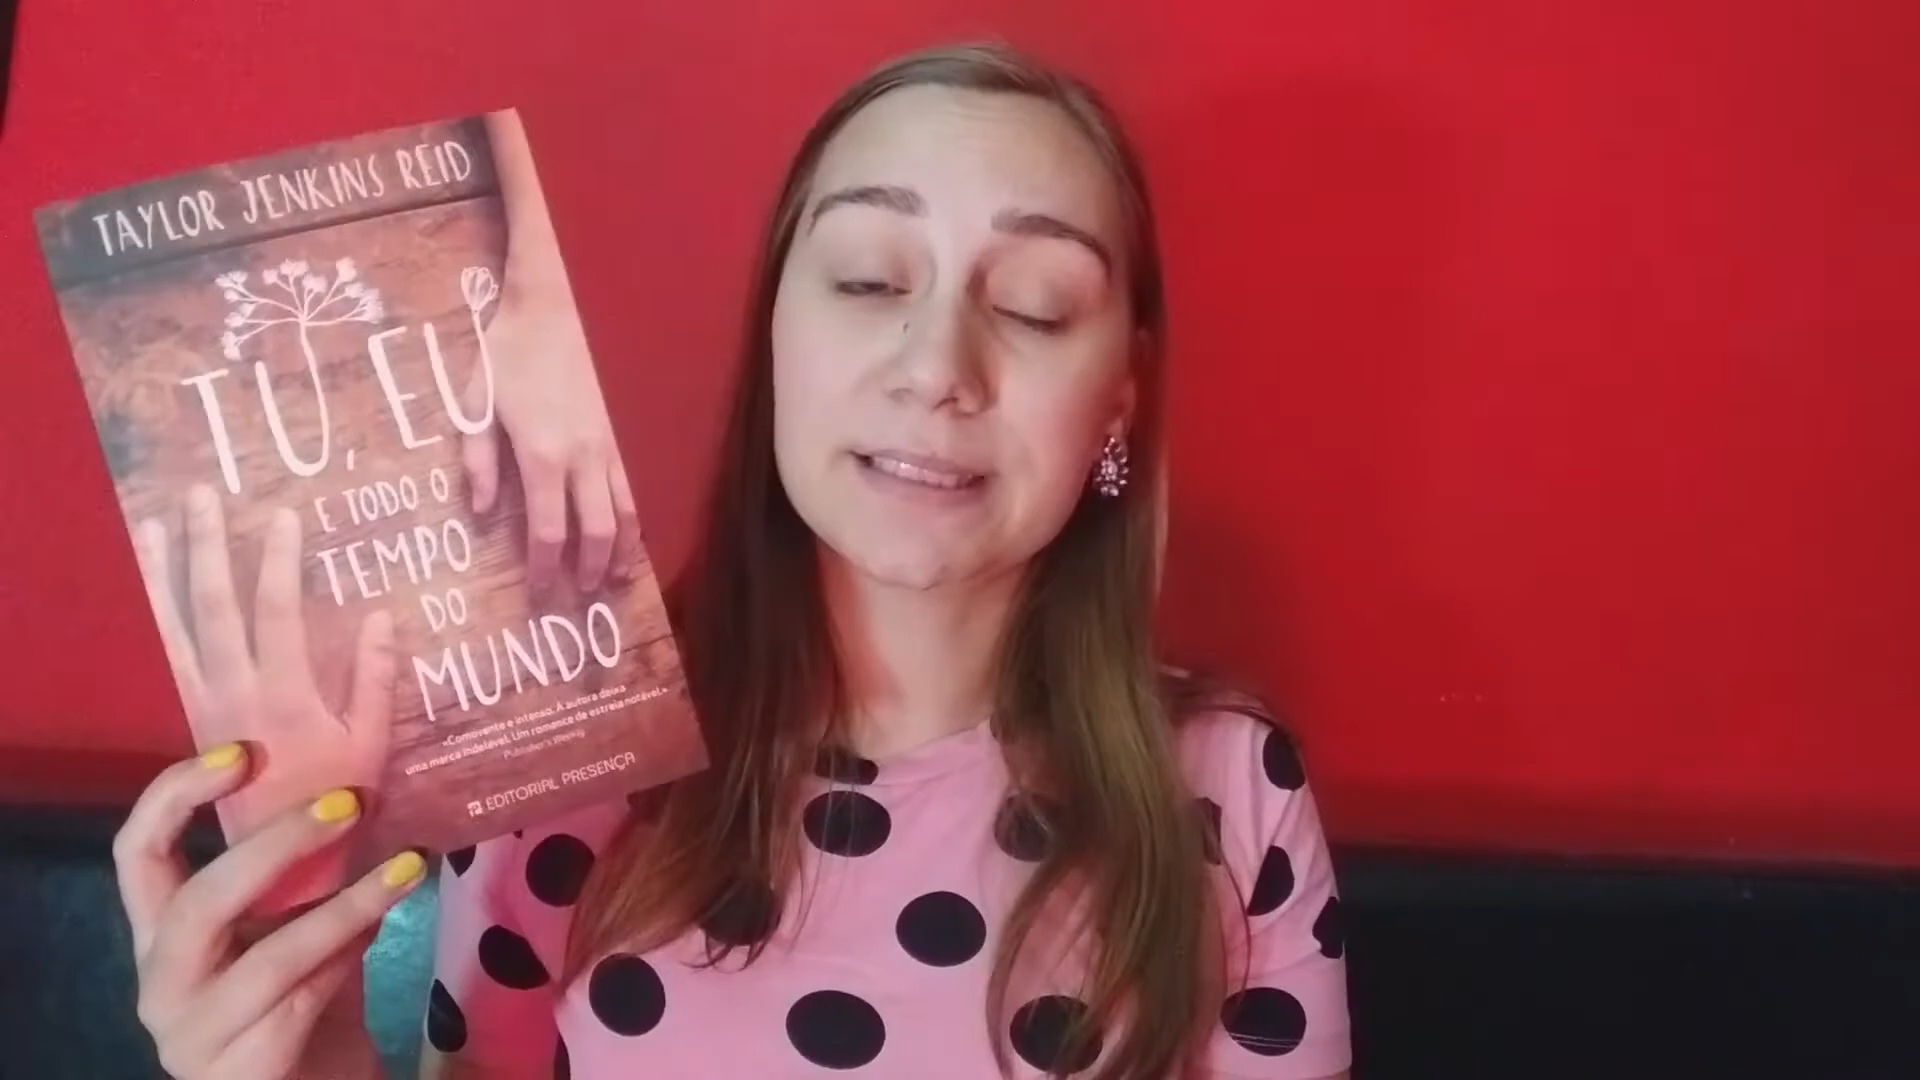 TAYLOR JENKINS REID
TU, EU
E TODO O
TEMPO
DO
MUNDO
«Comovente e intenso. A autora deixa
uma marca indelével. Um romance de estreia notável.»
Publisher's Weekly
EDITORIAL PRESENÇA